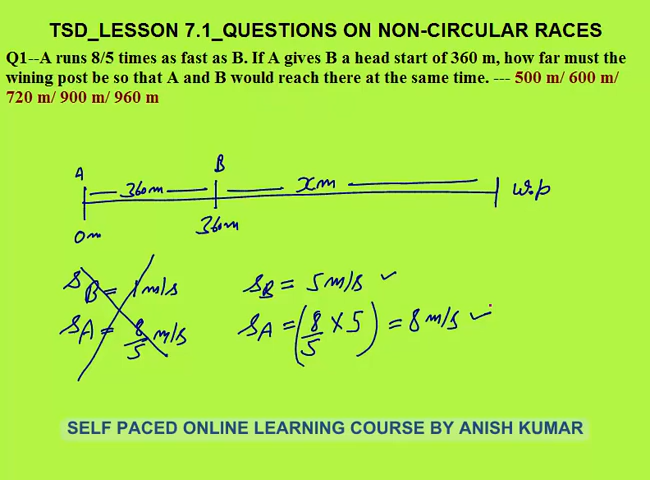 TSD_LESSON 7.1_QUESTIONS ON NON-CIRCULAR RACES
Q1--A runs 8/5 times as fast as B. If A gives B a head start of 360 m, how far must the
wining post be so that A and B would reach there at the same time. --- 500 m/ 600 m/
720 m/ 900 m/ 960 m
A B
360m x m w.p
0m 360m
SB = 1 m/s SB = 5 m/s ✓
SA = 8/5 m/s SA = (8/5 × 5) = 8 m/s ✓
SELF PACED ONLINE LEARNING COURSE BY ANISH KUMAR